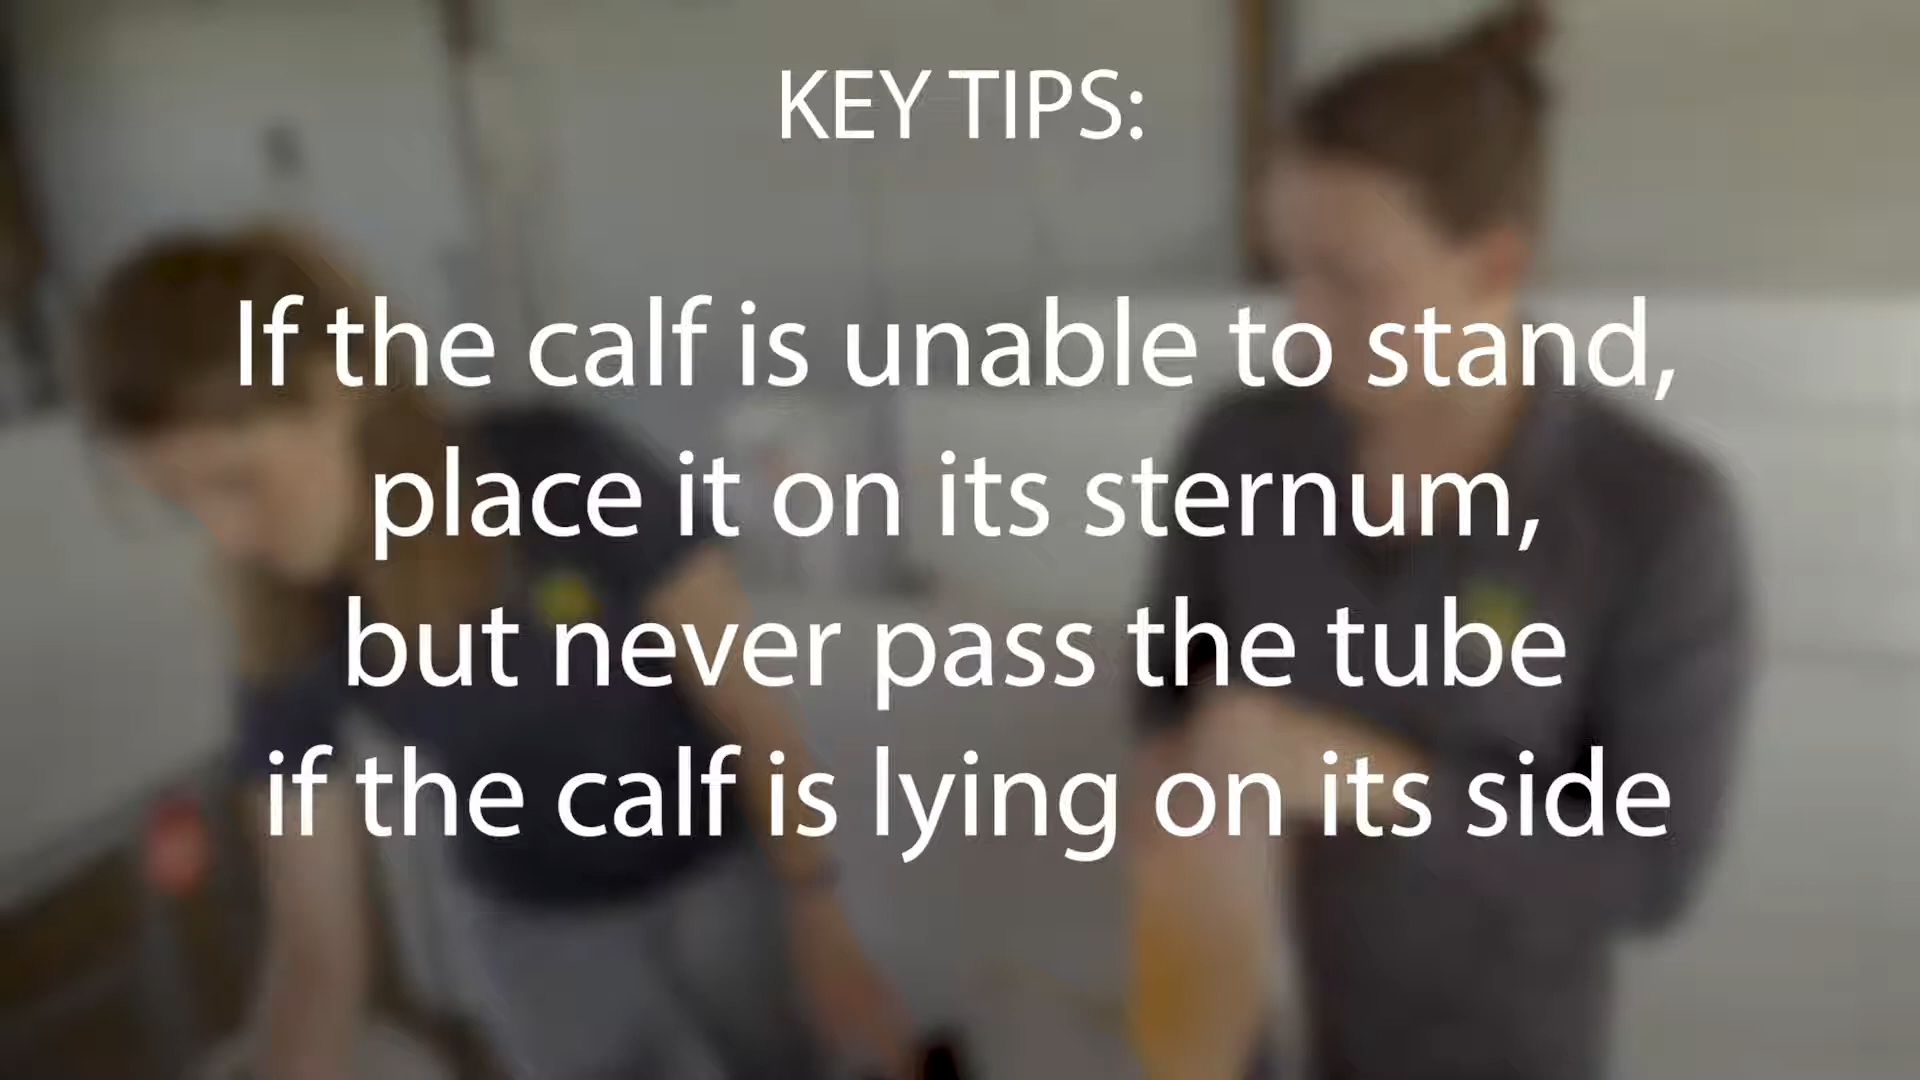 KEY TIPS:
If the calf is unable to stand,
place it on its sternum,
but never pass the tube
if the calf is lying on its side